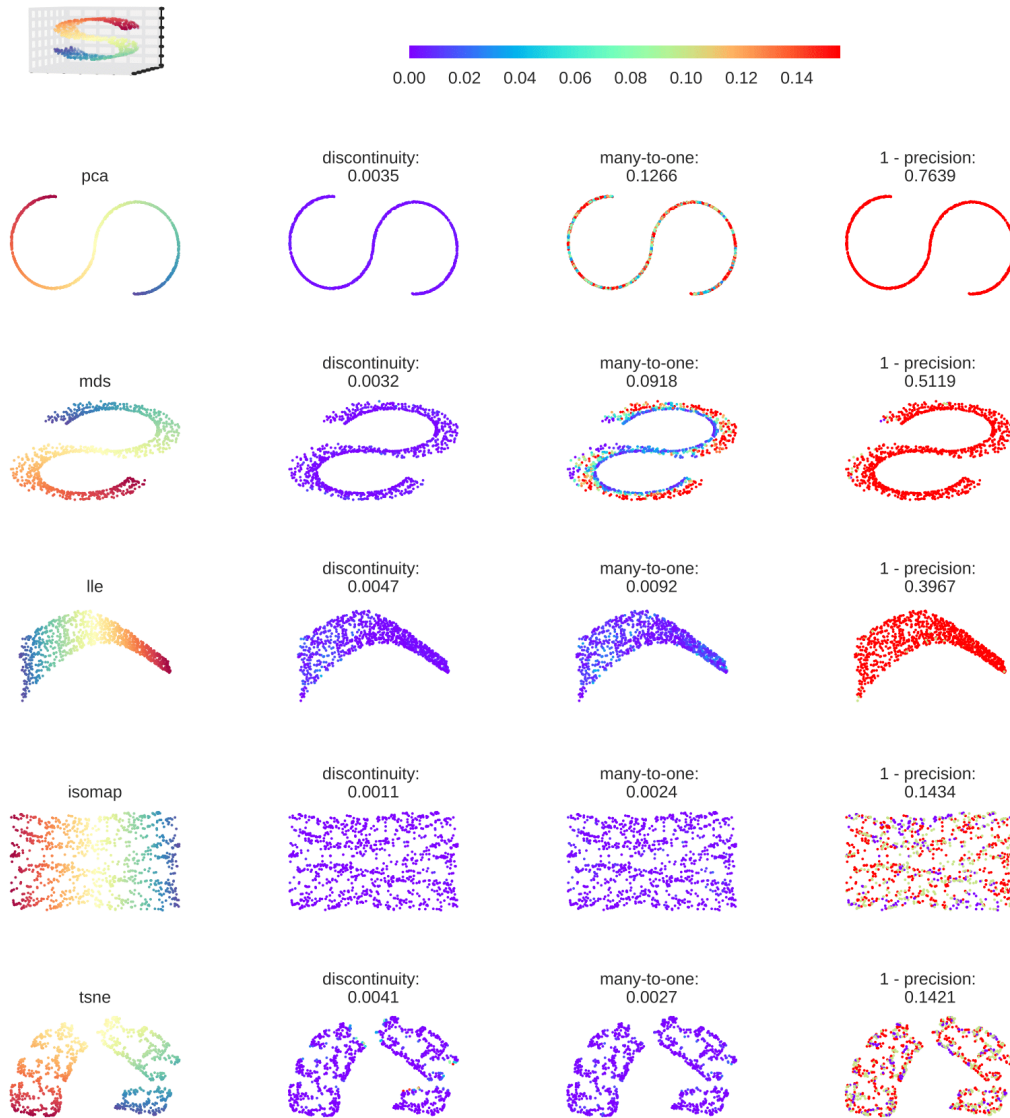 0.00 0.02 0.04 0.06 0.08 0.10 0.12 0.14
pca
discontinuity:
0.0035
many-to-one:
0.1266
1 - precision:
0.7639
mds
discontinuity:
0.0032
many-to-one:
0.0918
1 - precision:
0.5119
lle
discontinuity:
0.0047
many-to-one:
0.0092
1 - precision:
0.3967
isomap
discontinuity:
0.0011
many-to-one:
0.0024
1 - precision:
0.1434
tsne
discontinuity:
0.0041
many-to-one:
0.0027
1 - precision:
0.1421